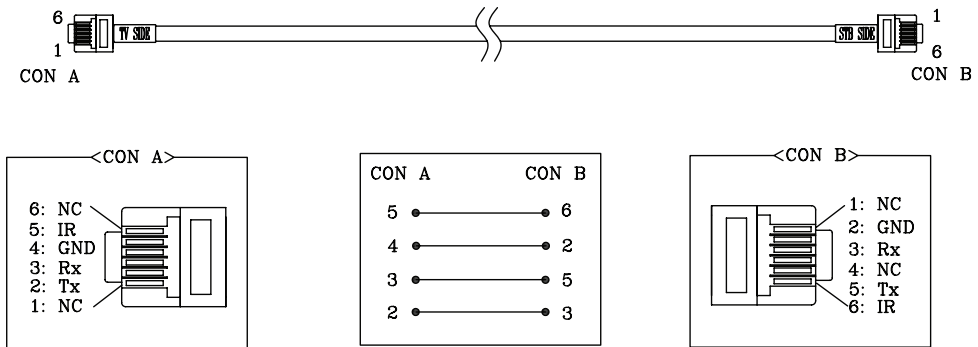 6
1
CON A
TV SIDE
STB SIDE
1
6
CON B
<CON A>
6: NC
5: IR
4: GND
3: Rx
2: Tx
1: NC
CON A CON B
5 6
4 2
3 5
2 3
<CON B>
1: NC
2: GND
3: Rx
4: NC
5: Tx
6: IR